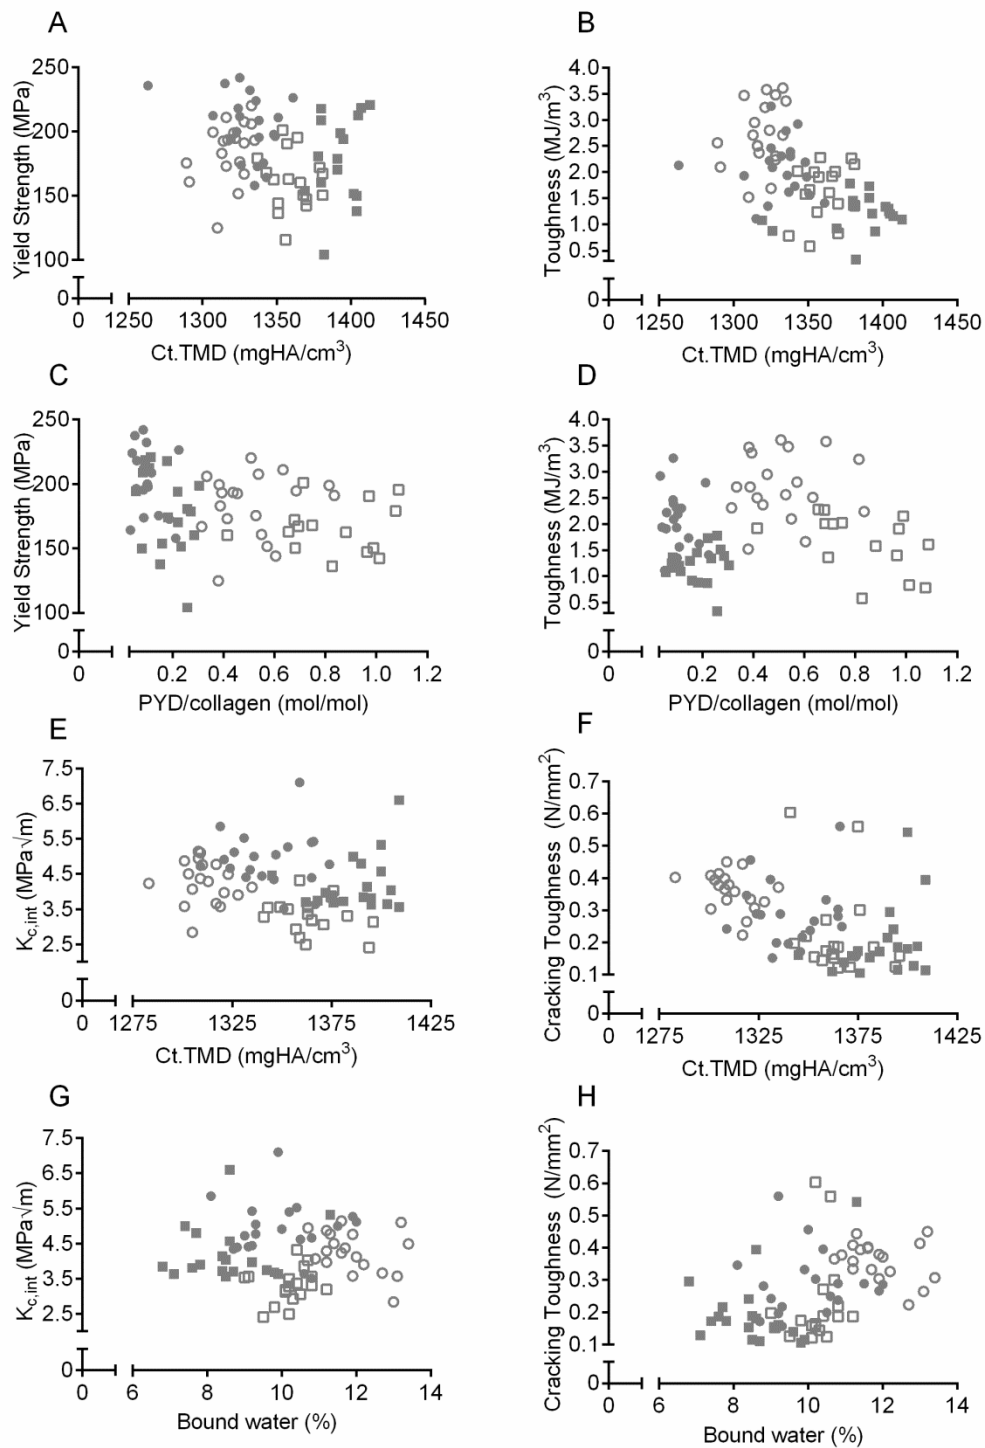 A
Yield Strength (MPa)
250
200
150
100
0
0 1250 1300 1350 1400 1450
Ct.TMD (mgHA/cm³)
B
Toughness (MJ/m³)
4.0
3.5
3.0
2.5
2.0
1.5
1.0
0.5
0
0 1250 1300 1350 1400 1450
Ct.TMD (mgHA/cm³)
C
Yield Strength (MPa)
250
200
150
100
0
0 0.2 0.4 0.6 0.8 1.0 1.2
PYD/collagen (mol/mol)
D
Toughness (MJ/m³)
4.0
3.5
3.0
2.5
2.0
1.5
1.0
0.5
0
0 0.2 0.4 0.6 0.8 1.0 1.2
PYD/collagen (mol/mol)
E
Kc,int (MPa√m)
7.5
6.5
5.5
4.5
3.5
2.5
0
0 1275 1325 1375 1425
Ct.TMD (mgHA/cm³)
F
Cracking Toughness (N/mm²)
0.7
0.6
0.5
0.4
0.3
0.2
0.1
0
0 1275 1325 1375 1425
Ct.TMD (mgHA/cm³)
G
Kc,int (MPa√m)
7.5
6.5
5.5
4.5
3.5
2.5
0
0 6 8 10 12 14
Bound water (%)
H
Cracking Toughness (N/mm²)
0.7
0.6
0.5
0.4
0.3
0.2
0.1
0
0 6 8 10 12 14
Bound water (%)